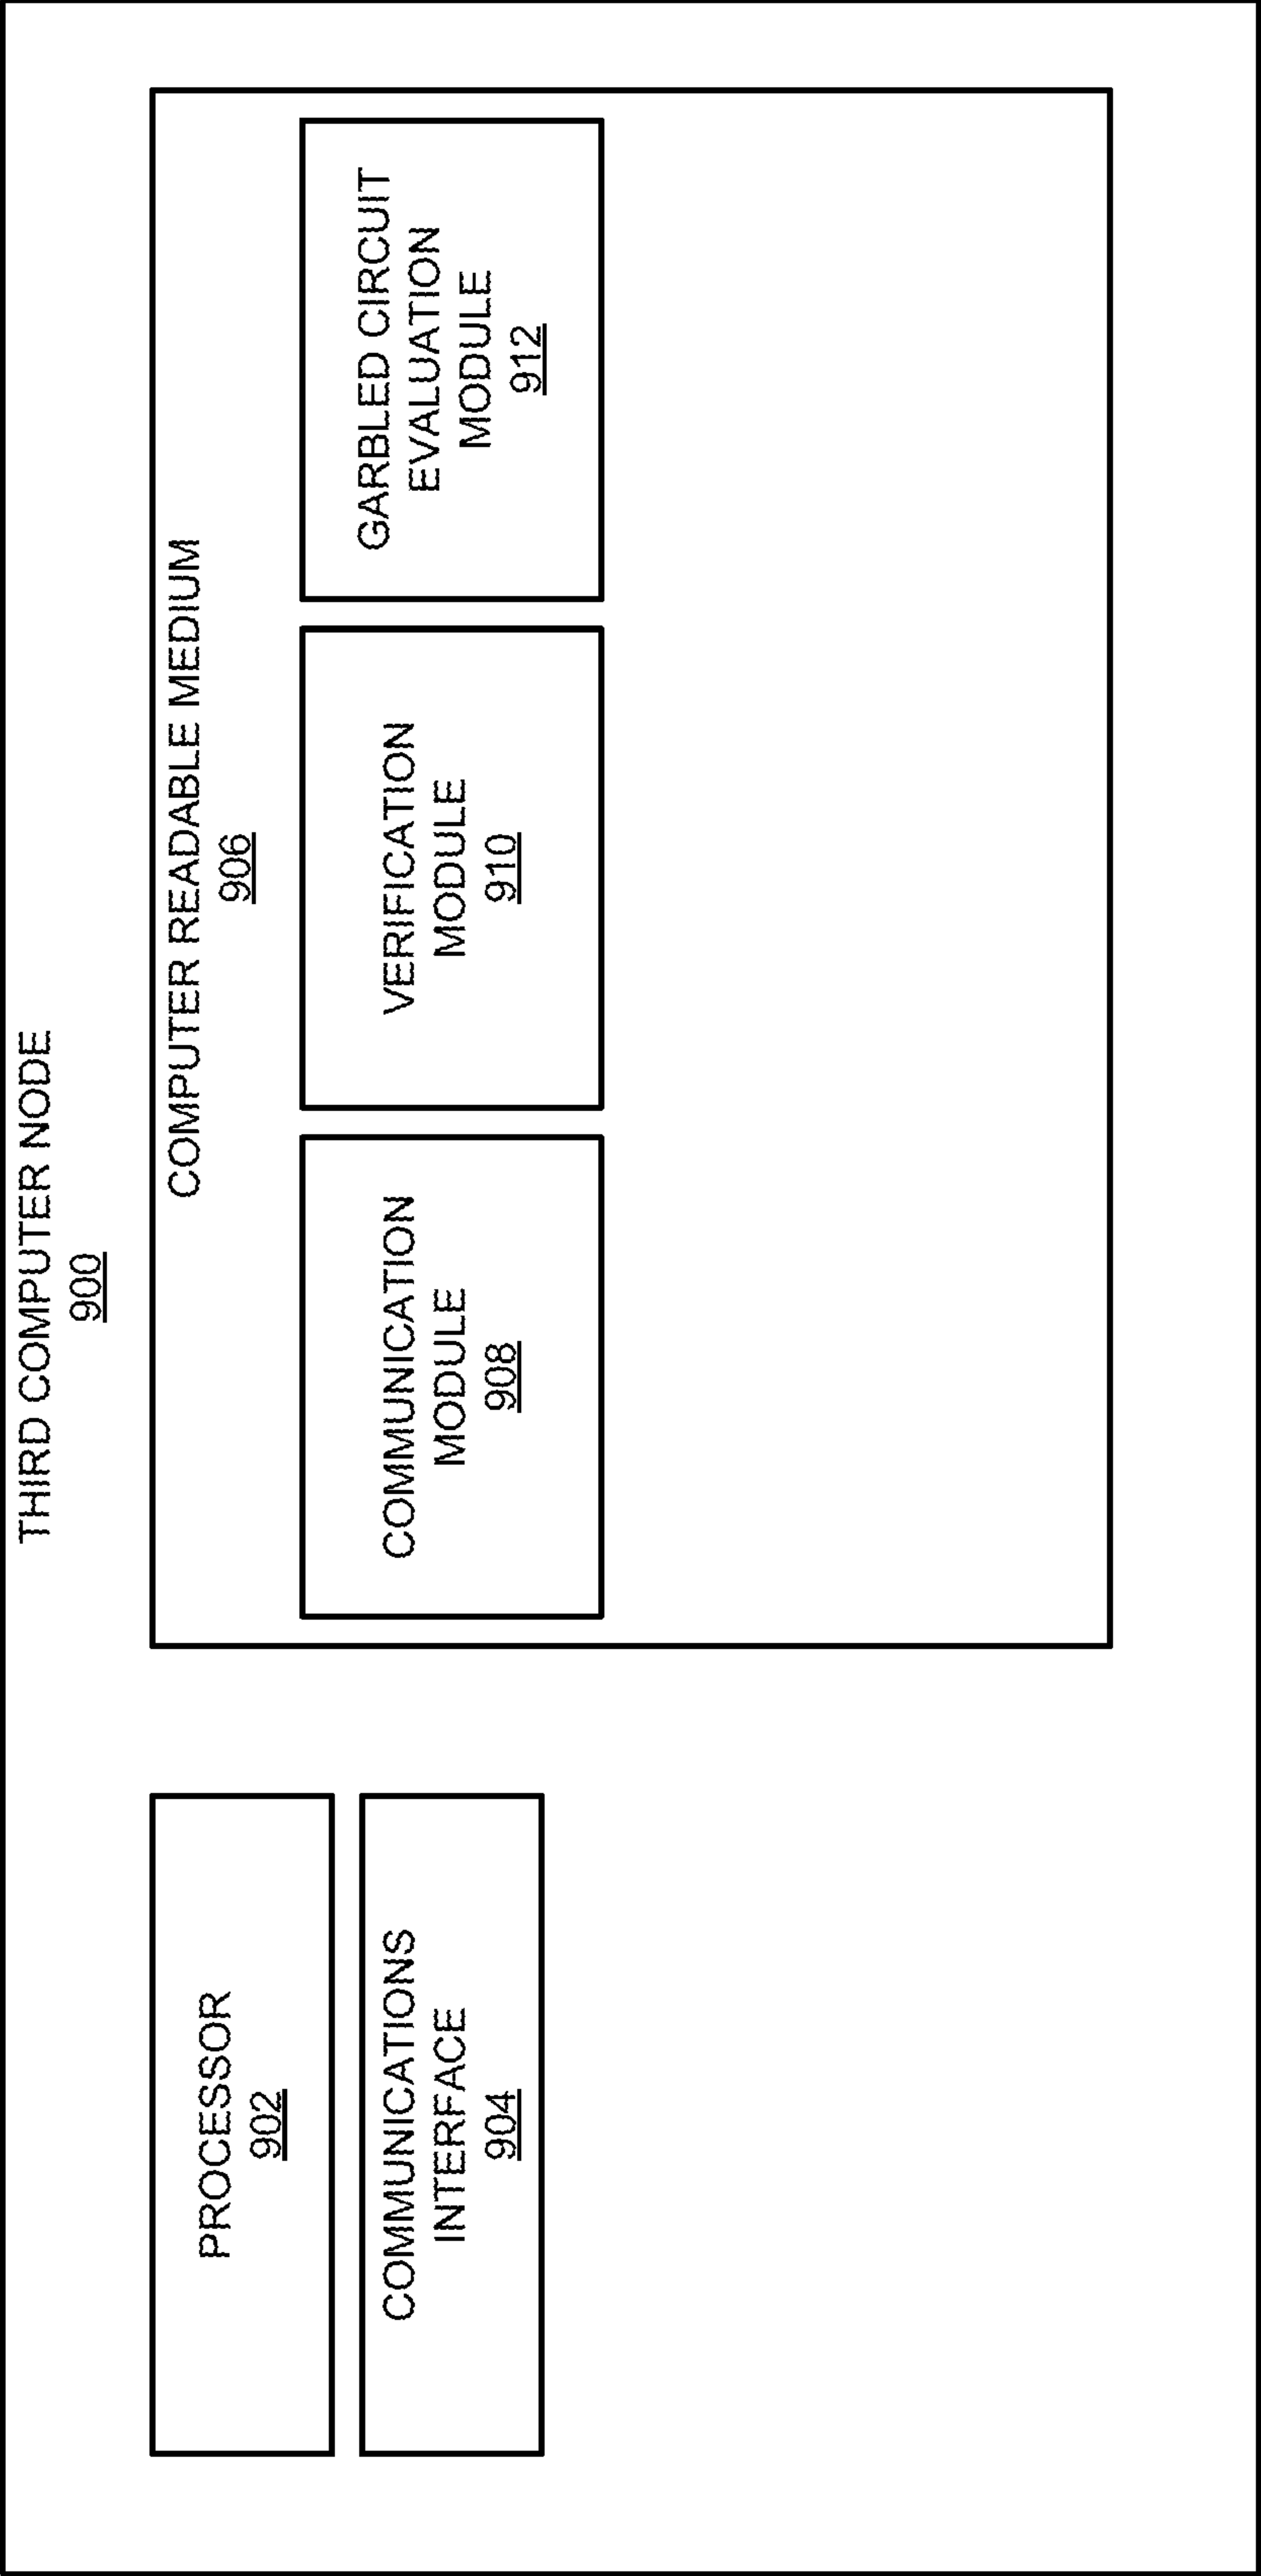 THIRD COMPUTER NODE
900
PROCESSOR
902
COMMUNICATIONS
INTERFACE
904
COMPUTER READABLE MEDIUM
906
COMMUNICATION
MODULE
908
VERIFICATION
MODULE
910
GARBLED CIRCUIT
EVALUATION
MODULE
912